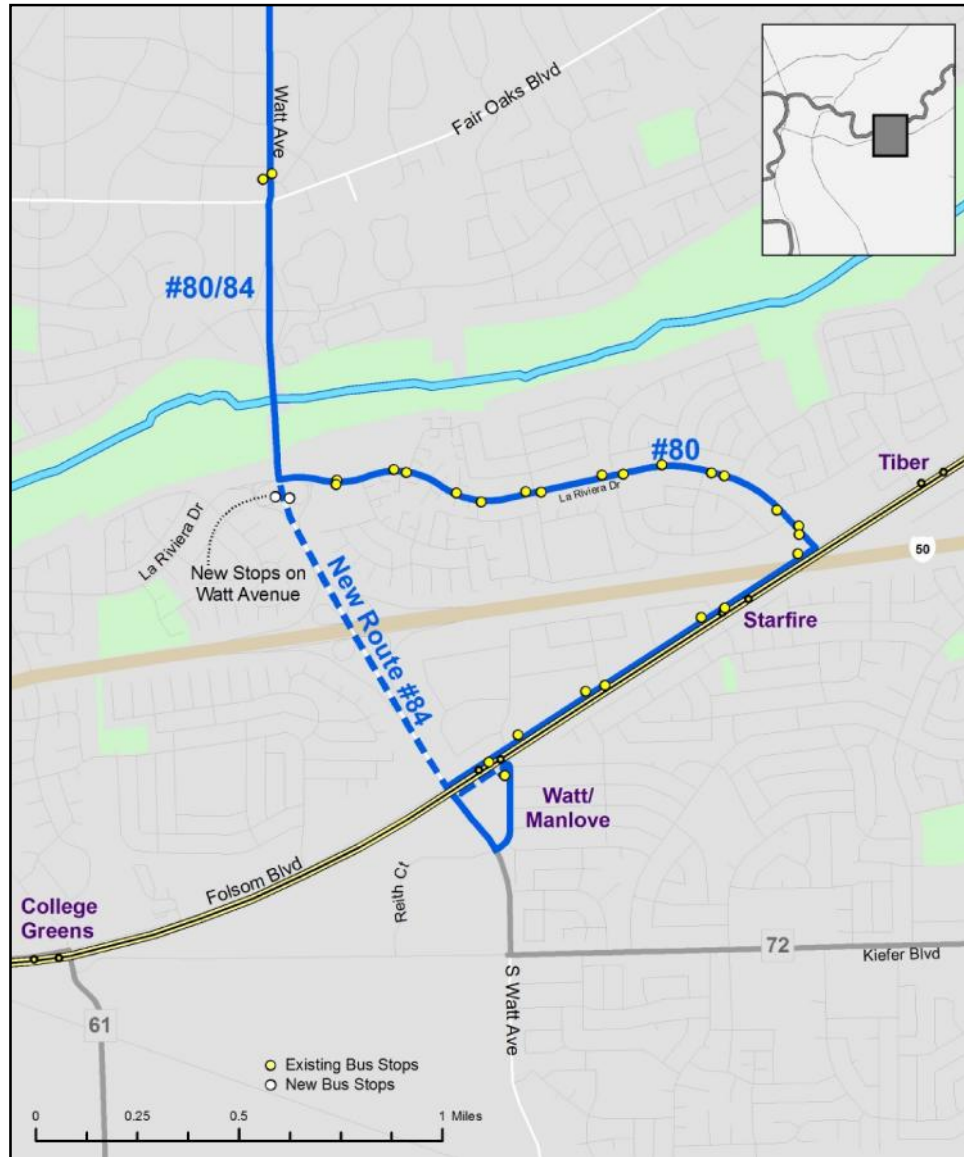 Watt Ave
Fair Oaks Blvd
#80/84
#80
Tiber
La Riviera Dr
La Riviera Dr
50
New Stops on
Watt Avenue
New Route #84
Starfire
Watt/
Manlove
Folsom Blvd
Reith Ct
College
Greens
72
Kiefer Blvd
S Watt Ave
61
Existing Bus Stops
New Bus Stops
0 0.25 0.5 1 Miles